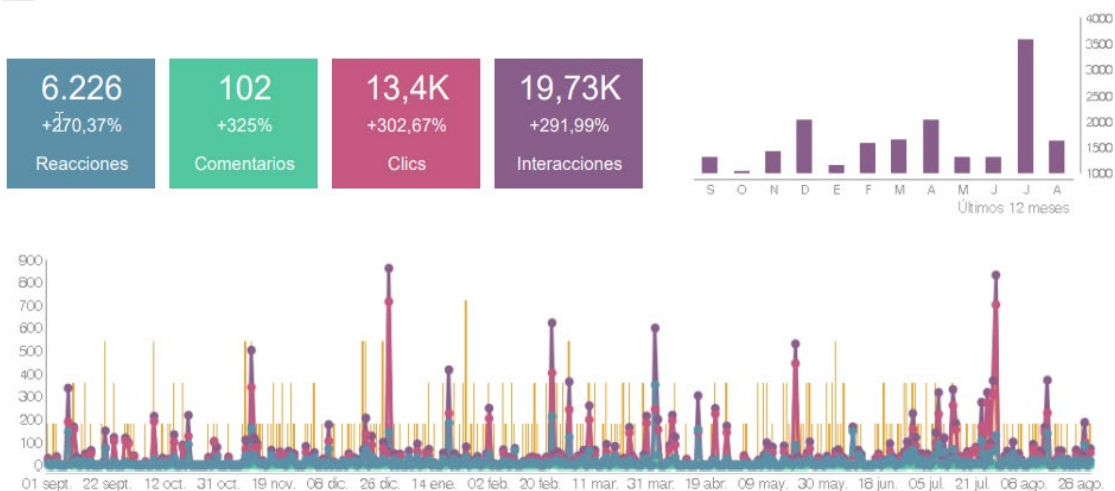 6.226
+270,37%
Reacciones
102
+325%
Comentarios
13,4K
+302,67%
Clics
19,73K
+291,99%
Interacciones
4000
3500
3000
2500
2000
1500
1000
S O N D E F M A M J J A
Últimos 12 meses
900
800
700
600
500
400
300
200
100
0
01 sept. 22 sept. 12 oct. 31 oct. 19 nov. 06 dic. 26 dic. 14 ene. 02 feb. 20 feb. 11 mar. 31 mar. 19 abr. 09 may. 30 may. 18 jun. 05 jul. 21 jul. 08 ago. 28 ago.